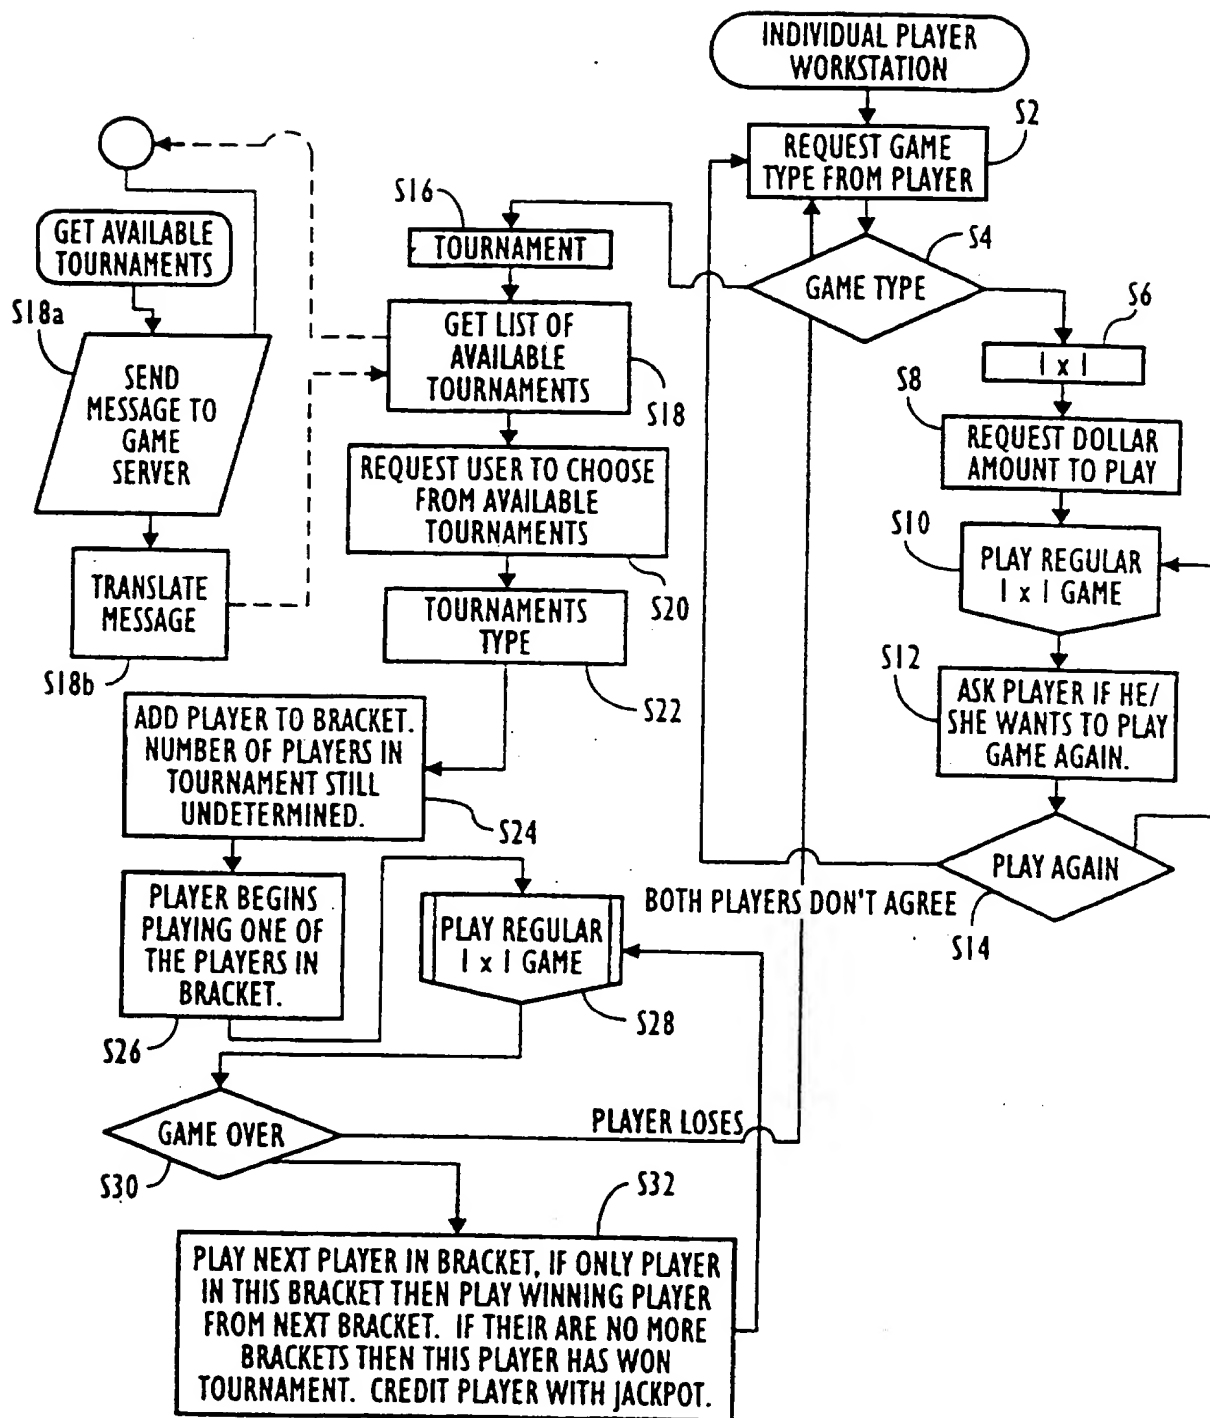 INDIVIDUAL PLAYER
WORKSTATION
S2
REQUEST GAME
TYPE FROM PLAYER
S4
GAME TYPE
S16
TOURNAMENT
GET AVAILABLE
TOURNAMENTS
S18a
SEND
MESSAGE TO
GAME
SERVER
TRANSLATE
MESSAGE
S18b
GET LIST OF
AVAILABLE
TOURNAMENTS
S18
REQUEST USER TO CHOOSE
FROM AVAILABLE
TOURNAMENTS
S20
TOURNAMENTS
TYPE
S22
S6
1 x 1
S8
REQUEST DOLLAR
AMOUNT TO PLAY
S10
PLAY REGULAR
1 x 1 GAME
S12
ASK PLAYER IF HE/
SHE WANTS TO PLAY
GAME AGAIN.
PLAY AGAIN
S14
BOTH PLAYERS DON'T AGREE
ADD PLAYER TO BRACKET.
NUMBER OF PLAYERS IN
TOURNAMENT STILL
UNDETERMINED.
S24
PLAYER BEGINS
PLAYING ONE OF
THE PLAYERS IN
BRACKET.
S26
PLAY REGULAR
1 x 1 GAME
S28
GAME OVER
S30
PLAYER LOSES
S32
PLAY NEXT PLAYER IN BRACKET, IF ONLY PLAYER
IN THIS BRACKET THEN PLAY WINNING PLAYER
FROM NEXT BRACKET. IF THEIR ARE NO MORE
BRACKETS THEN THIS PLAYER HAS WON
TOURNAMENT. CREDIT PLAYER WITH JACKPOT.